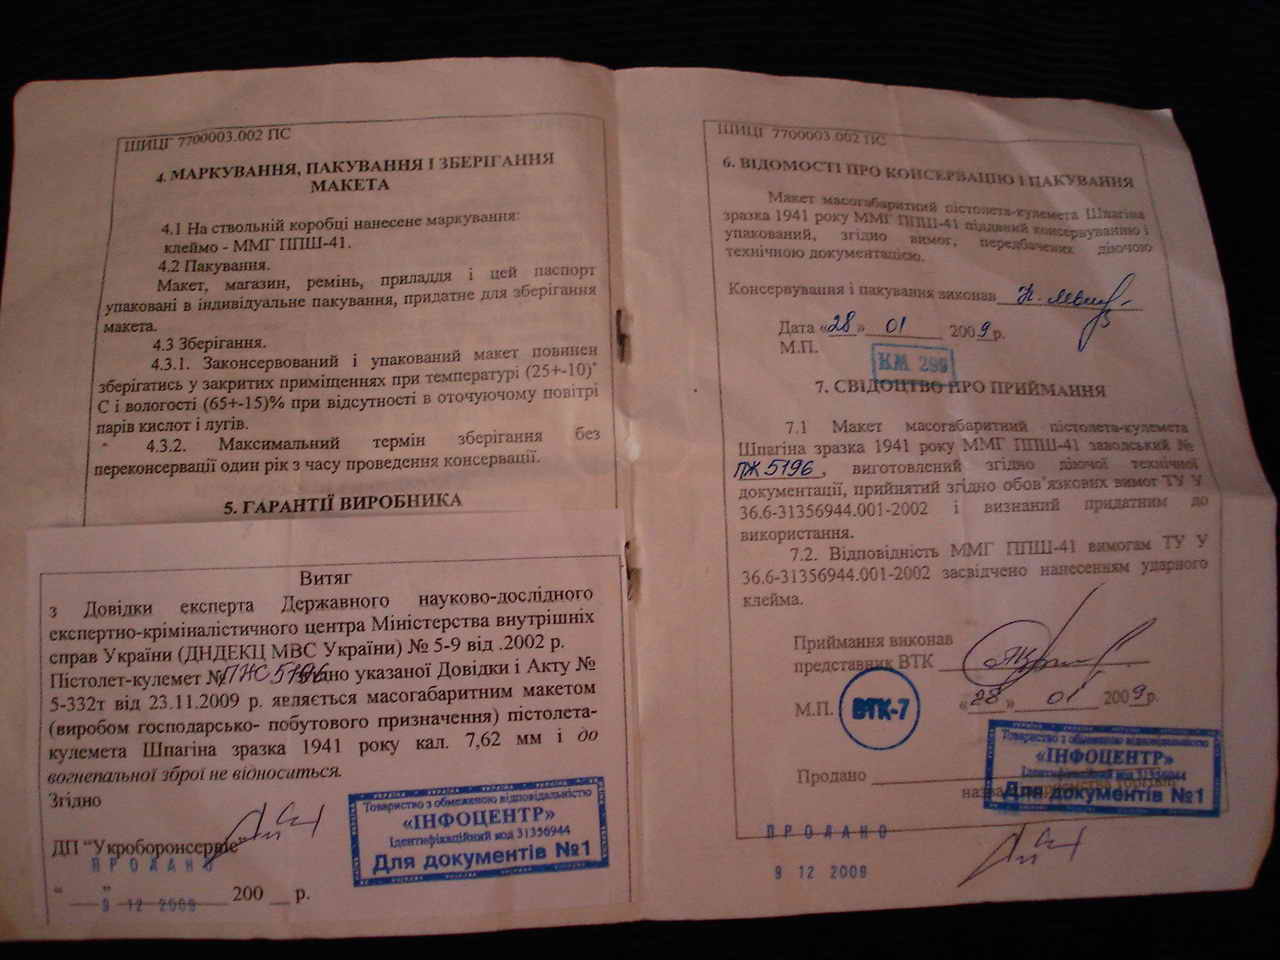 ШИЦГ 7700003.002 ПС
4. МАРКУВАННЯ, ПАКУВАННЯ І ЗБЕРІГАННЯ
МАКЕТА
4.1 На ствольній коробці нанесене маркування:
клеймо - ММГ ППШ-41.
4.2 Пакування.
Макет, магазин, ремінь, приладдя і цей паспорт
упаковані в індивідуальне пакування, придатне для зберігання
макета.
4.3 Зберігання.
4.3.1. Законсервований і упакований макет повинен
зберігатись у закритих приміщеннях при температурі (25+-10)°
С і вологості (65+-15)% при відсутності в оточуючому повітрі
парів кислот і лугів.
4.3.2. Максимальний термін зберігання без
переконсервації один рік з часу проведення консервації.
5. ГАРАНТІЇ ВИРОБНИКА
Витяг
з Довідки експерта Державного науково-дослідного
експертно-криміналістичного центра Міністерства внутрішніх
справ України (ДНДЕКЦ МВС України) № 5-9 від .2002 р.
Пістолет-кулемет № ПЖ 5196 указаної Довідки і Акту №
5-332т від 23.11.2009 р. являється масогабаритним макетом
(виробом господарсько- побутового призначення) пістолета-
кулемета Шпагіна зразка 1941 року кал. 7,62 мм і до
вогнепальної зброї не відноситься.
Згідно
ДП "Укроборонсервіс"
ПРОДАНО
" " 200 р.
9 12 2009
Товариство з обмеженою відповідальністю
«ІНФОЦЕНТР»
Ідентифікаційний код 31356944
Для документів №1
ШИЦГ 7700003.002 ПС
6. ВІДОМОСТІ ПРО КОНСЕРВАЦІЮ І ПАКУВАННЯ
Макет масогабаритний пістолета-кулемета Шпагіна
зразка 1941 року ММГ ППШ-41 підданий консервуванню і
упакований, згідно вимог, передбачених діючою
технічною документацією.
Консервування і пакування виконав
Дата «28» 01 2009 р.
М.П.
КМ 299
7. СВІДОЦТВО ПРО ПРИЙМАННЯ
7.1 Макет масогабаритний пістолета-кулемета
Шпагіна зразка 1941 року ММГ ППШ-41 заводський №
ПЖ 5196, виготовлений згідно діючої технічної
документації, прийнятий згідно обов'язкових вимог ТУ У
36.6-31356944.001-2002 і визнаний придатним до
використання.
7.2. Відповідність ММГ ППШ-41 вимогам ТУ У
36.6-31356944.001-2002 засвідчено нанесенням ударного
клейма.
Приймання виконав
представник ВТК
М.П. ВТК-7 «28» 01 2009 р.
Товариство з обмеженою відповідальністю
«ІНФОЦЕНТР»
Ідентифікаційний код 31356944
Для документів №1
Продано
назва торгівлі
ПРОДАНО
9 12 2009